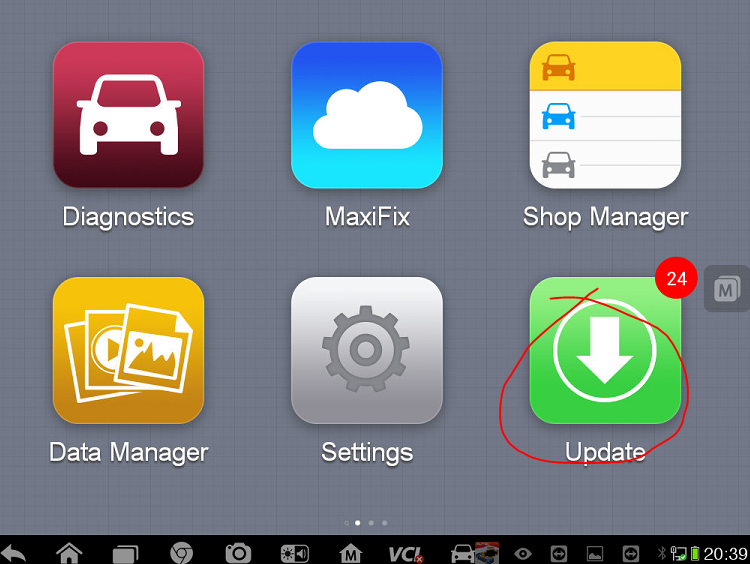 Diagnostics
MaxiFix
Shop Manager
24
M
Data Manager
Settings
Update
M
VCI
20:39